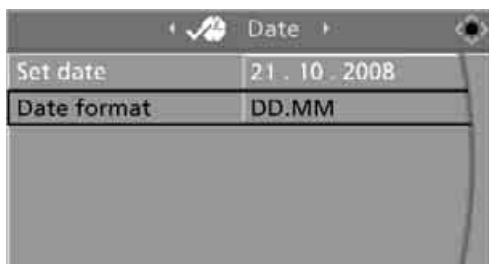 Date
Set date 21 . 10 . 2008
Date format DD.MM